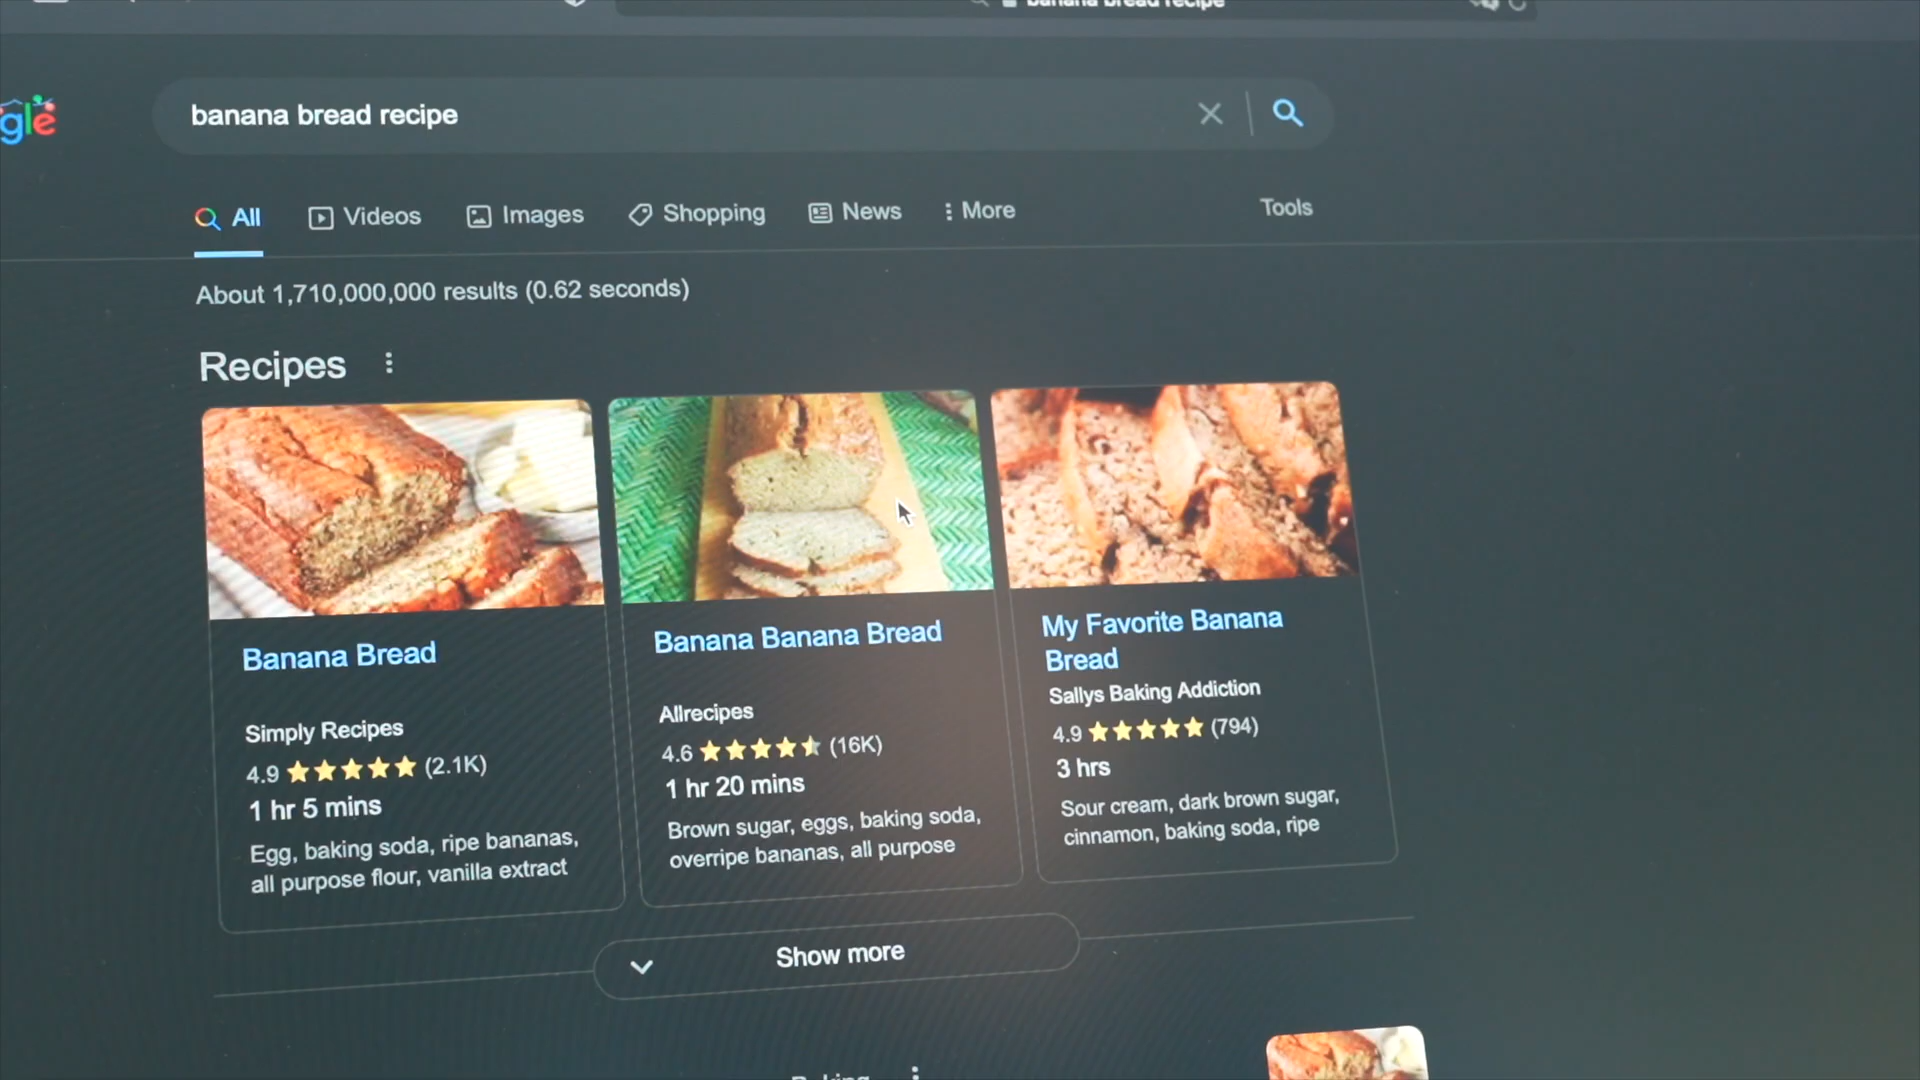 banana bread recipe
gle
banana bread recipe
All
Videos
Images
Shopping
News
More
Tools
About 1,710,000,000 results (0.62 seconds)
Recipes
Banana Bread
Simply Recipes
4.9 (2.1K)
1 hr 5 mins
Egg, baking soda, ripe bananas,
all purpose flour, vanilla extract
Banana Banana Bread
Allrecipes
4.6 (16K)
1 hr 20 mins
Brown sugar, eggs, baking soda,
overripe bananas, all purpose
My Favorite Banana
Bread
Sallys Baking Addiction
4.9 (794)
3 hrs
Sour cream, dark brown sugar,
cinnamon, baking soda, ripe
Show more